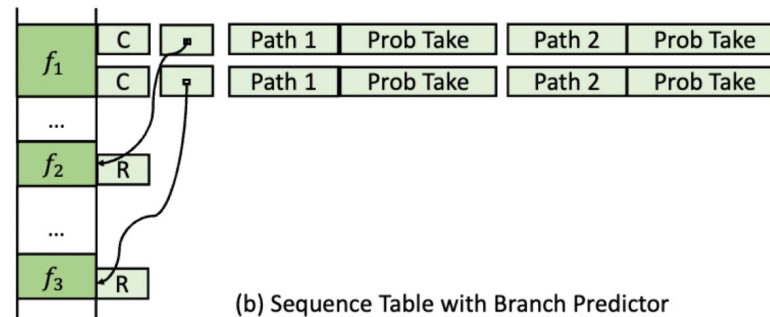 f₁ C Path 1 Prob Take Path 2 Prob Take
C Path 1 Prob Take Path 2 Prob Take
...
f₂ R
...
f₃ R
(b) Sequence Table with Branch Predictor